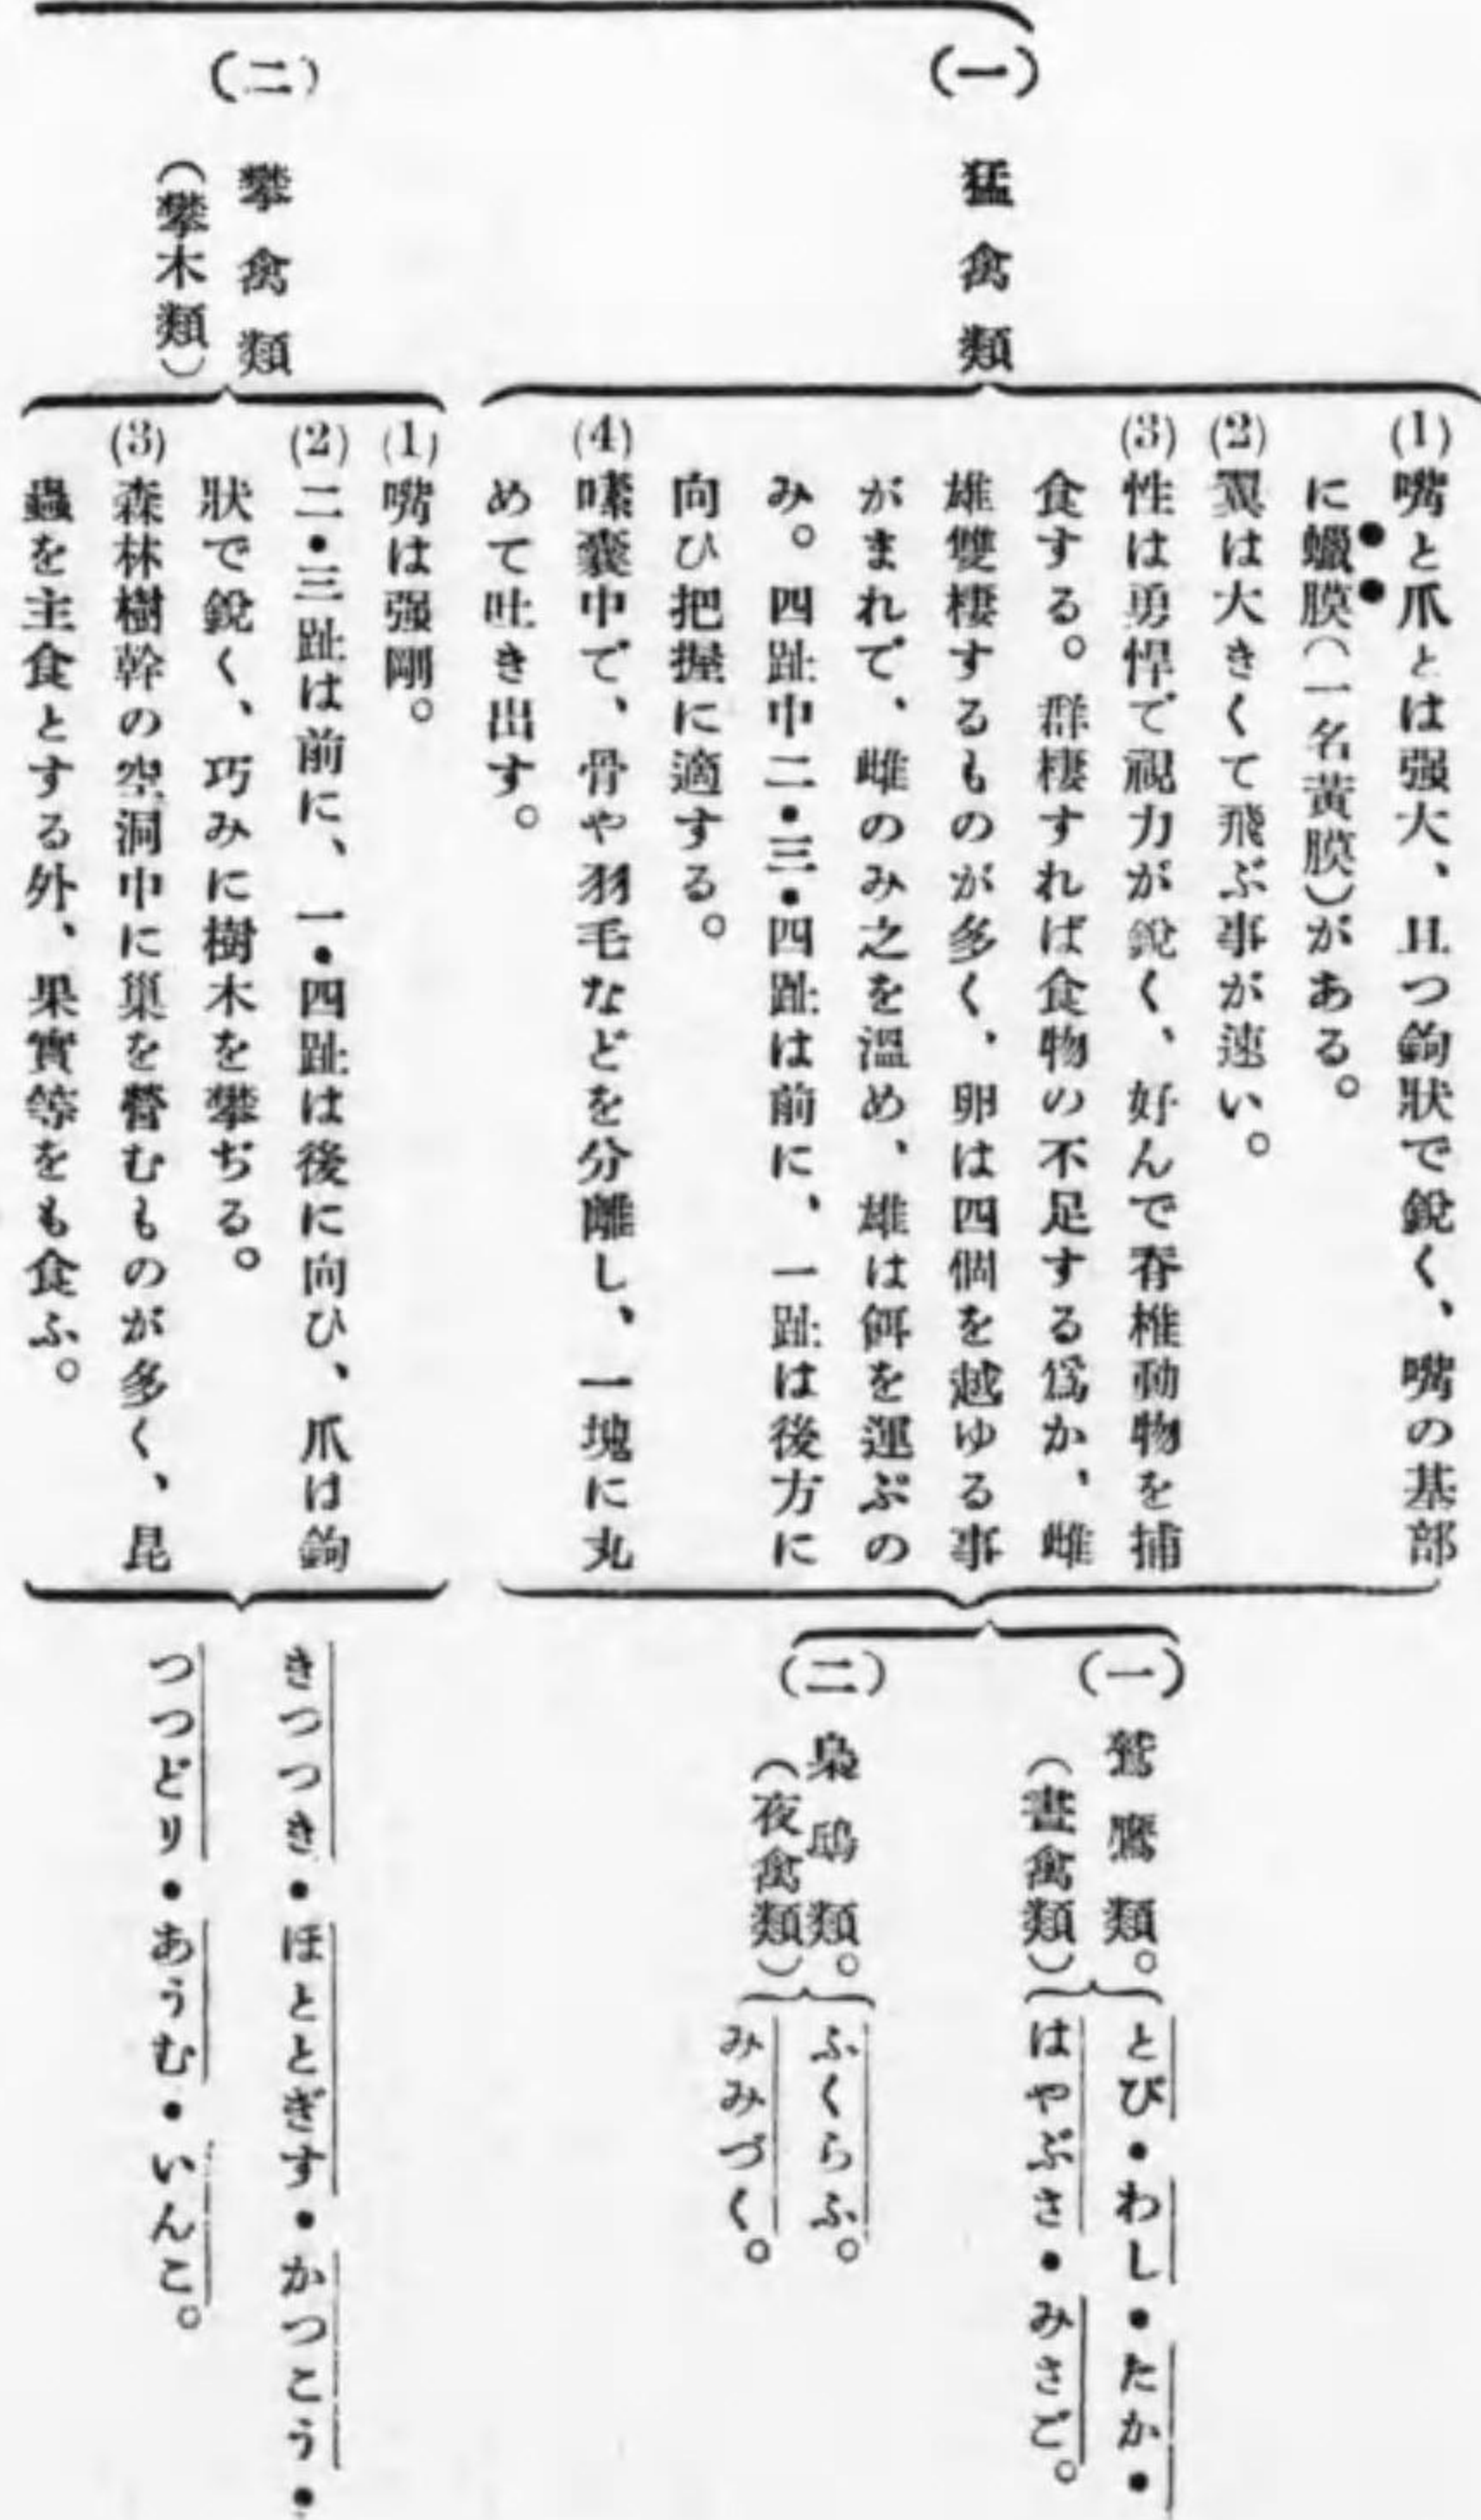 (一)
猛禽類
(1)嘴と爪とは强大、且つ鉤狀で銳く、嘴の基部
に蠟膜(一名黃膜)がある。
(2)翼は大きくて飛ぶ事が速い。
(3)性は勇悍で視力が銳く、好んで脊椎動物を捕
食する。群棲すれば食物の不足する爲か、雌
雄雙棲するものが多く、卵は四個を越ゆる事
がまれで、雌のみ之を溫め、雄は餌を運ぶの
み。四趾中二・三・四趾は前に、一趾は後方に
向ひ把握に適する。
(4)嗉囊中で、骨や羽毛などを分離し、一塊に丸
めて吐き出す。
(一)鷲鷹類。
(晝禽類)
とび・わし・たか・
はやぶさ・みさご。
(二)梟鴟類。
(夜禽類)
ふくらふ。
みみづく。
(二)
攀禽類
(攀木類)
(1)嘴は强剛。
(2)二・三趾は前に、一・四趾は後に向ひ、爪は鉤
狀で銳く、巧みに樹木を攀ぢる。
(3)森林樹幹の空洞中に巢を營むものが多く、昆
蟲を主食とする外、果實等をも食ふ。
きつつき・ほととぎす・かつこう・
つつどり・あうむ・いんこ。